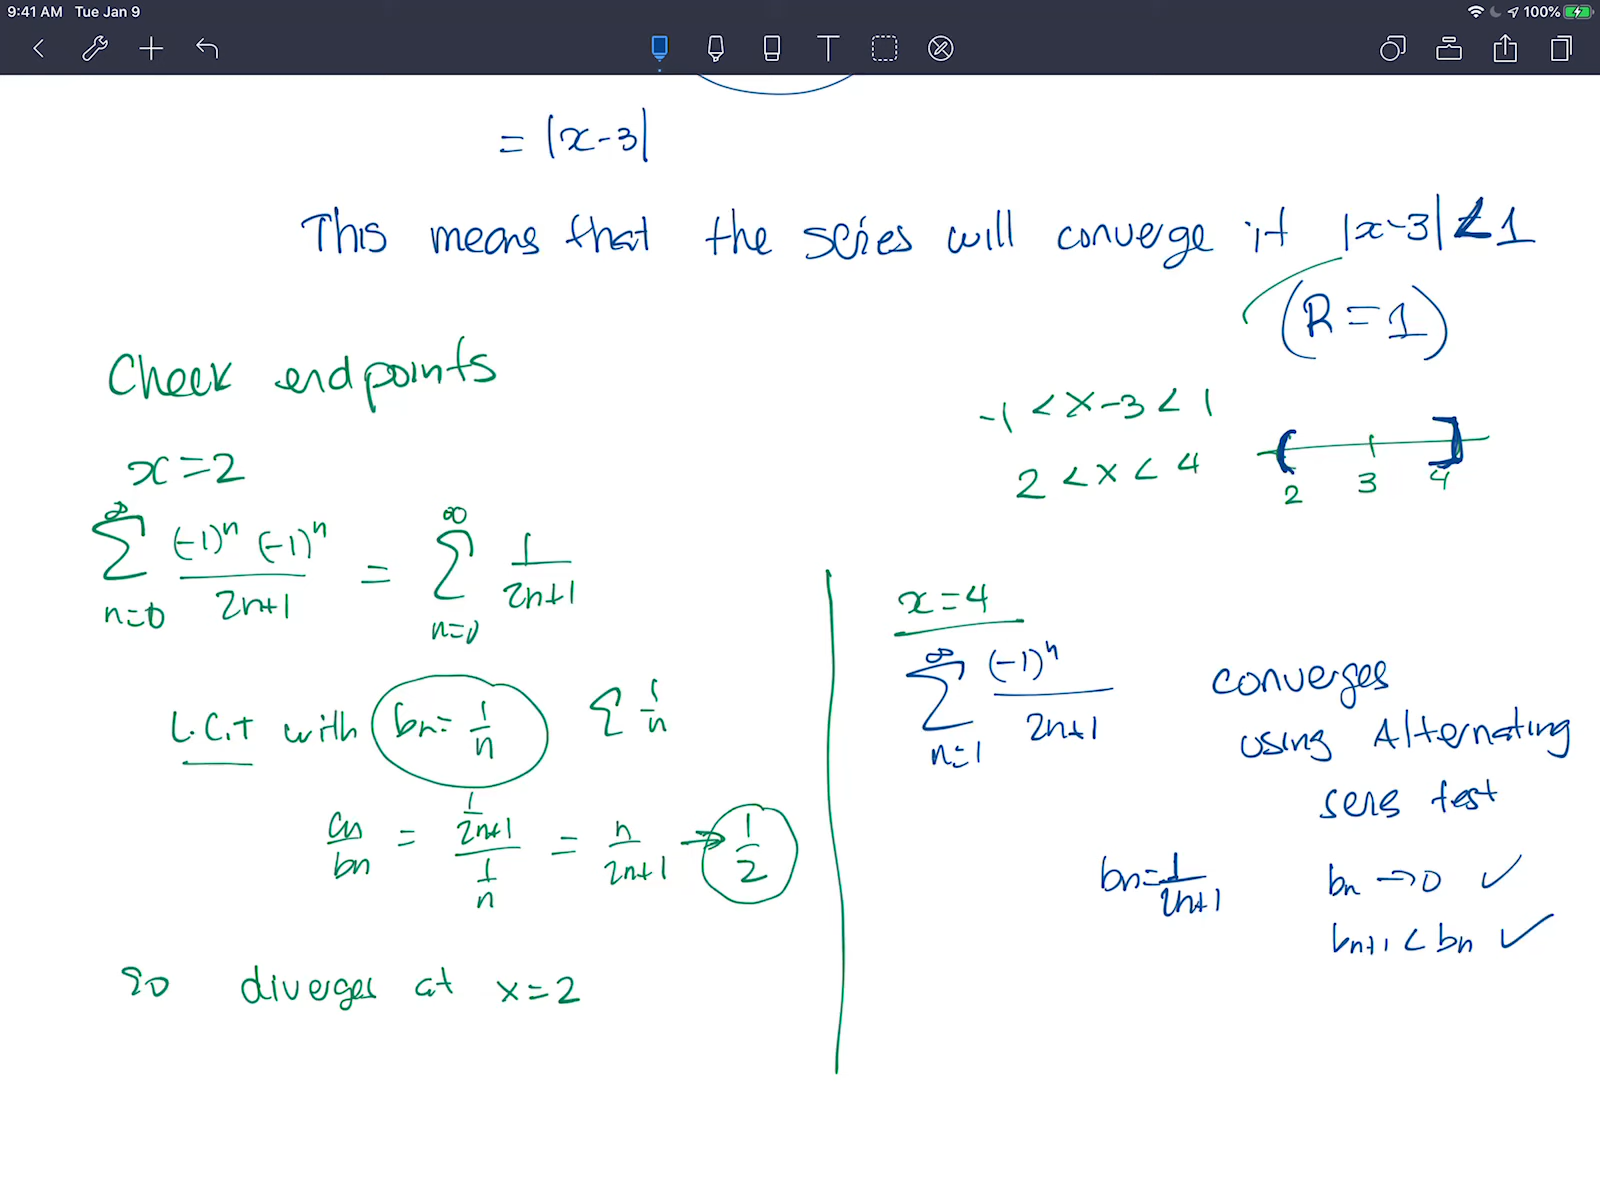 9:41 AM Tue Jan 9
100%
T
= |x-3|
This means that the series will converge if |x-3| < 1
(R = 1)
Check endpoints
-1 < x-3 < 1
2 < x < 4
2 3 4
x = 2
∞ ∑ n=0 (-1)ⁿ (-1)ⁿ / 2n+1 = ∞ ∑ n=0 1 / 2n+1
L.C.T with bn = 1/n ∑ 1/n
an/bn = (1/2n+1) / (1/n) = n/2n+1 → 1/2
So diverges at x = 2
x = 4
∞ ∑ n=1 (-1)ⁿ / 2n+1
converges
using Alternating
test
bn = 1/2n+1
bn → 0 ✓
bn+1 < bn ✓